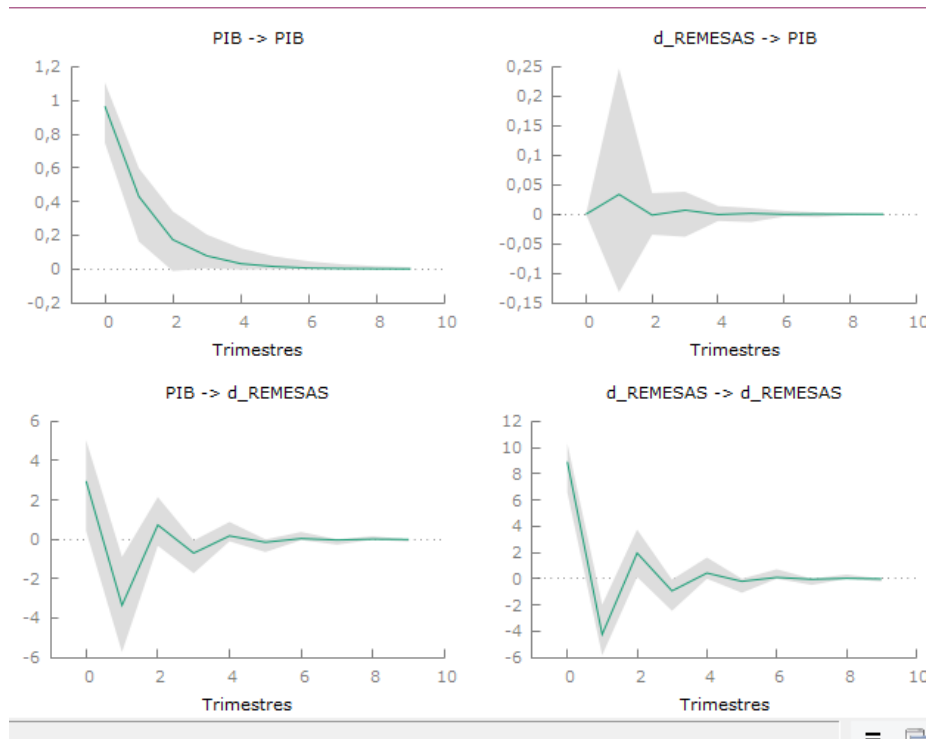 PIB -> PIB
1,2
1
0,8
0,6
0,4
0,2
0
-0,2
0 2 4 6 8 10
Trimestres
d_REMESAS -> PIB
0,25
0,2
0,15
0,1
0,05
0
-0,05
-0,1
-0,15
0 2 4 6 8 10
Trimestres
PIB -> d_REMESAS
6
4
2
0
-2
-4
-6
0 2 4 6 8 10
Trimestres
d_REMESAS -> d_REMESAS
12
10
8
6
4
2
0
-2
-4
-6
0 2 4 6 8 10
Trimestres